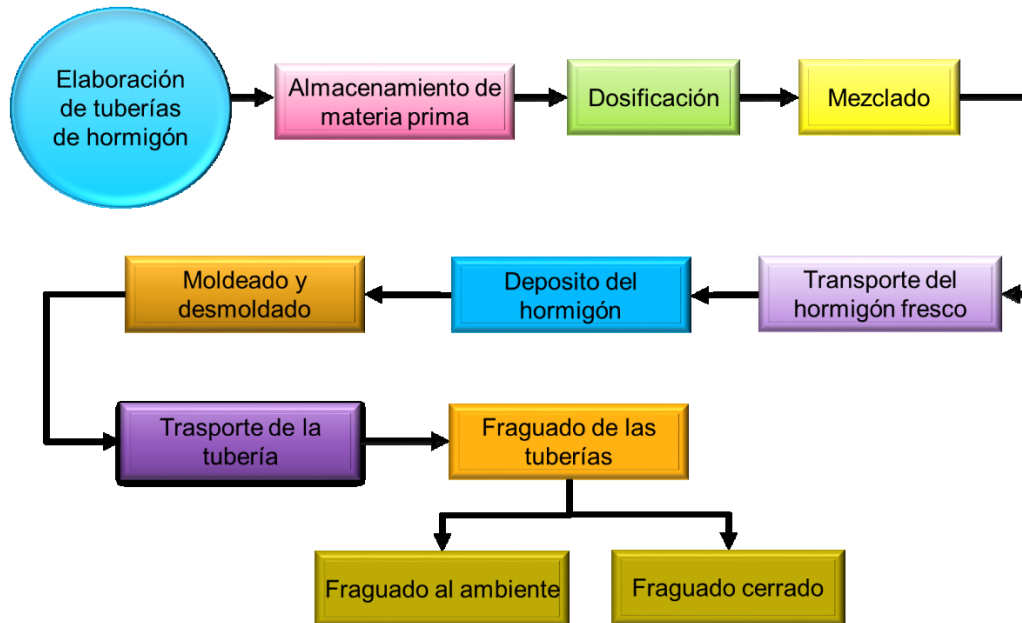 Elaboración
de tuberías
de hormigón
Almacenamiento de
materia prima
Dosificación
Mezclado
Transporte del
hormigón fresco
Deposito del
hormigón
Moldeado y
desmoldado
Trasporte de la
tubería
Fraguado de las
tuberías
Fraguado al ambiente
Fraguado cerrado